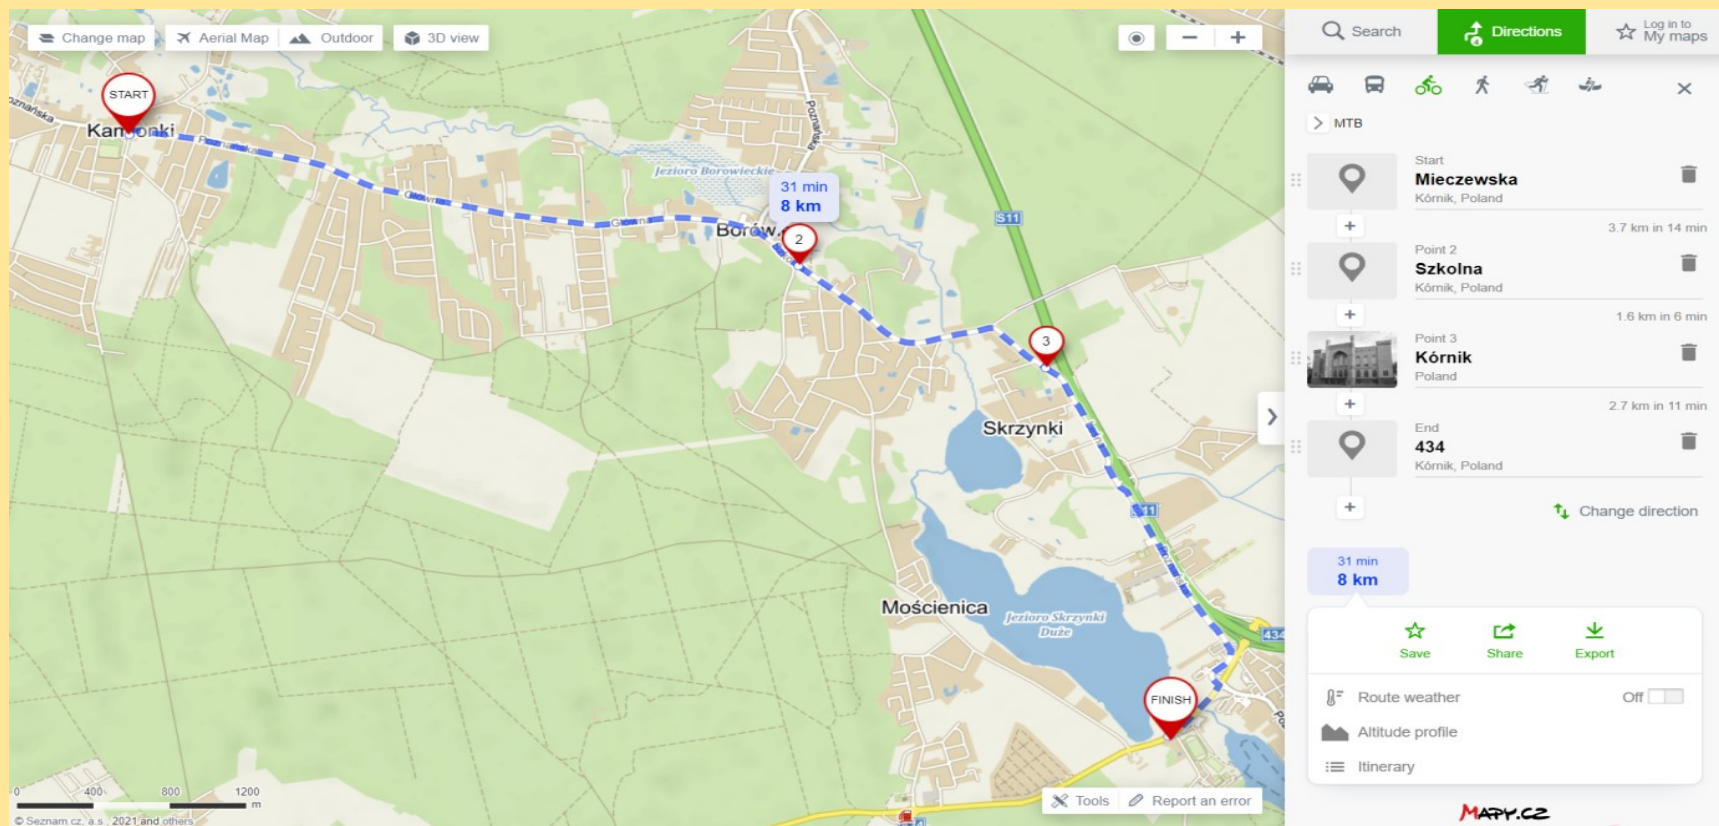 Change map
Aerial Map
Outdoor
3D view
START
Kamionki
Poznańska
Główna
Główna
Poznańska
Jezioro Borowieckie
31 min
8 km
2
S11
3
Skrzynki
S11
Mościenica
Jezioro Skrzynki
Duże
434
FINISH
0 400 800 1200
m
© Seznam.cz, a.s., 2021 and others
Tools
Report an error
Search
Directions
Log in to
My maps
MTB
Start
Mieczewska
Kórnik, Poland
3.7 km in 14 min
Point 2
Szkolna
Kórnik, Poland
1.6 km in 6 min
Point 3
Kórnik
Poland
2.7 km in 11 min
End
434
Kórnik, Poland
Change direction
31 min
8 km
Save
Share
Export
Route weather
Off
Altitude profile
Itinerary
MAPY.CZ